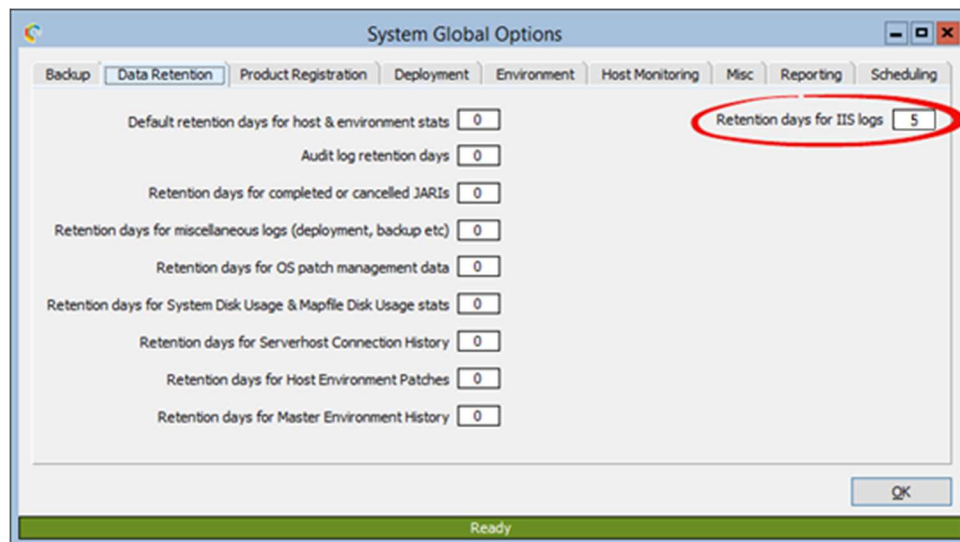 System Global Options
Backup Data Retention Product Registration Deployment Environment Host Monitoring Misc Reporting Scheduling
Default retention days for host & environment stats 0
Retention days for IIS logs 5
Audit log retention days 0
Retention days for completed or cancelled JARIs 0
Retention days for miscellaneous logs (deployment, backup etc) 0
Retention days for OS patch management data 0
Retention days for System Disk Usage & Mapfile Disk Usage stats 0
Retention days for Serverhost Connection History 0
Retention days for Host Environment Patches 0
Retention days for Master Environment History 0
OK
Ready